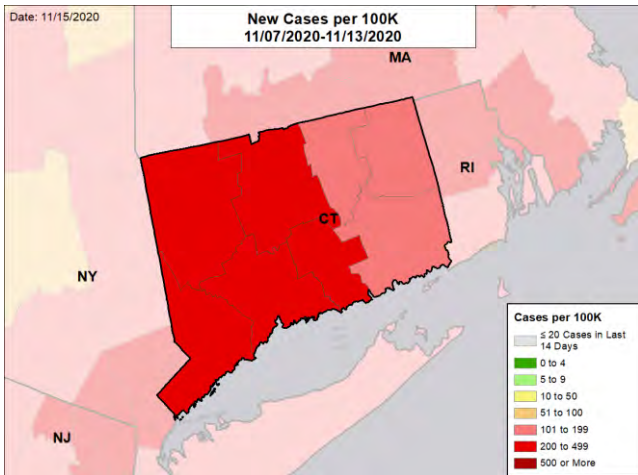 Date: 11/15/2020
New Cases per 100K
11/07/2020-11/13/2020
MA
RI
CT
NY
NJ
Cases per 100K
≤ 20 Cases in Last
14 Days
0 to 4
5 to 9
10 to 50
51 to 100
101 to 199
200 to 499
500 or More